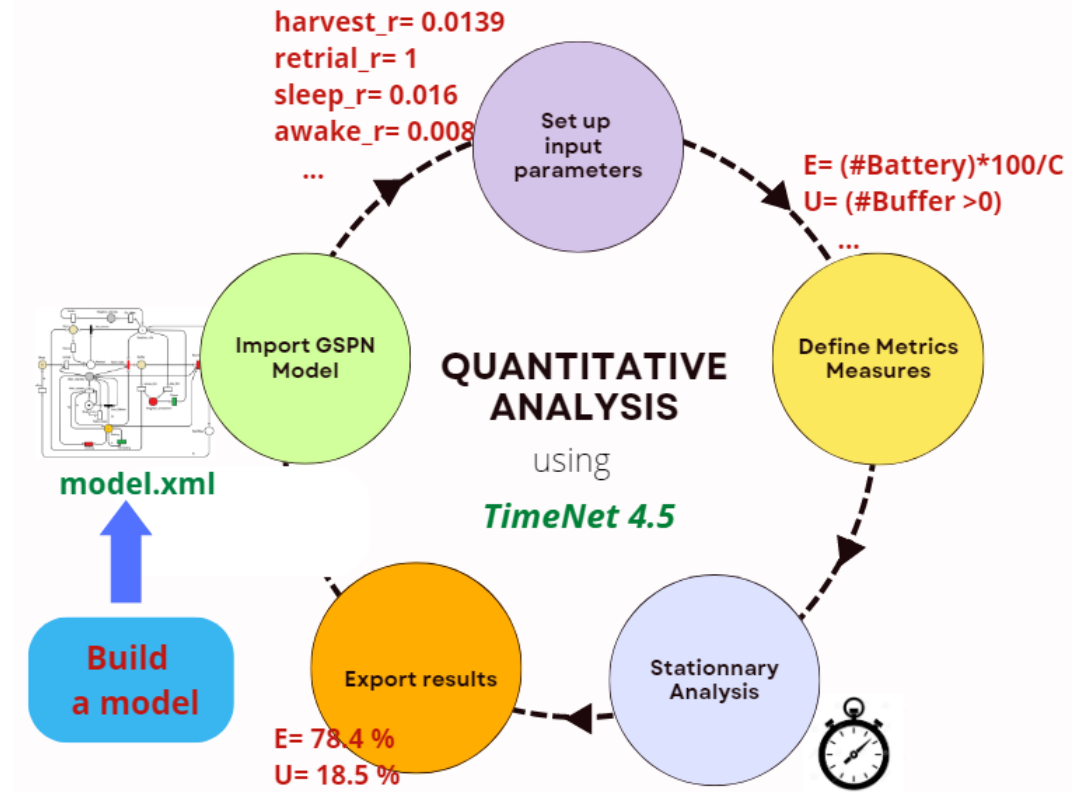 harvest_r= 0.0139
retrial_r= 1
sleep_r= 0.016
awake_r= 0.008
...
Set up
input
parameters
E= (#Battery)*100/C
U= (#Buffer >0)
...
Import GSPN
Model
Define Metrics
Measures
QUANTITATIVE
ANALYSIS
using
TimeNet 4.5
model.xml
Build
a model
Export results
Stationnary
Analysis
E= 78.4 %
U= 18.5 %